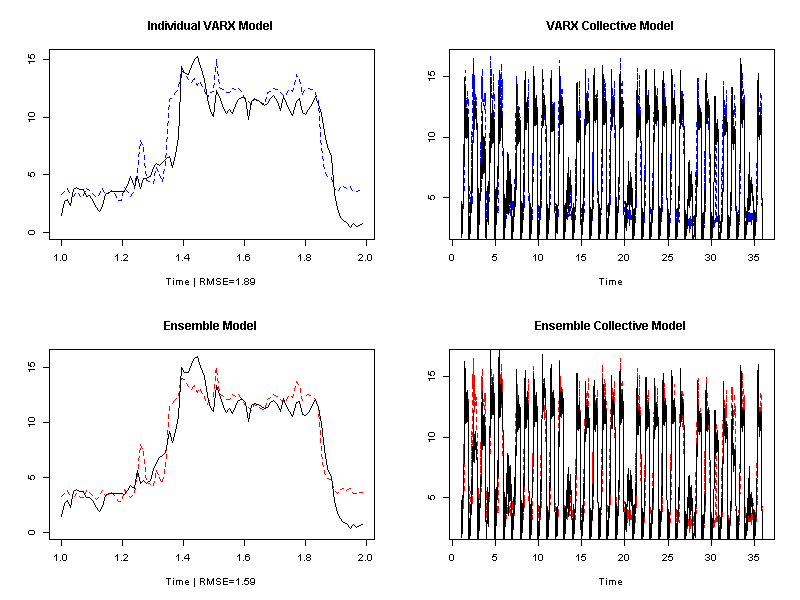 Individual VARX Model
15
10
5
0
1.0 1.2 1.4 1.6 1.8 2.0
Time | RMSE=1.89
VARX Collective Model
15
10
5
0 5 10 15 20 25 30 35
Time
Ensemble Model
15
10
5
0
1.0 1.2 1.4 1.6 1.8 2.0
Time | RMSE=1.59
Ensemble Collective Model
15
10
5
0 5 10 15 20 25 30 35
Time